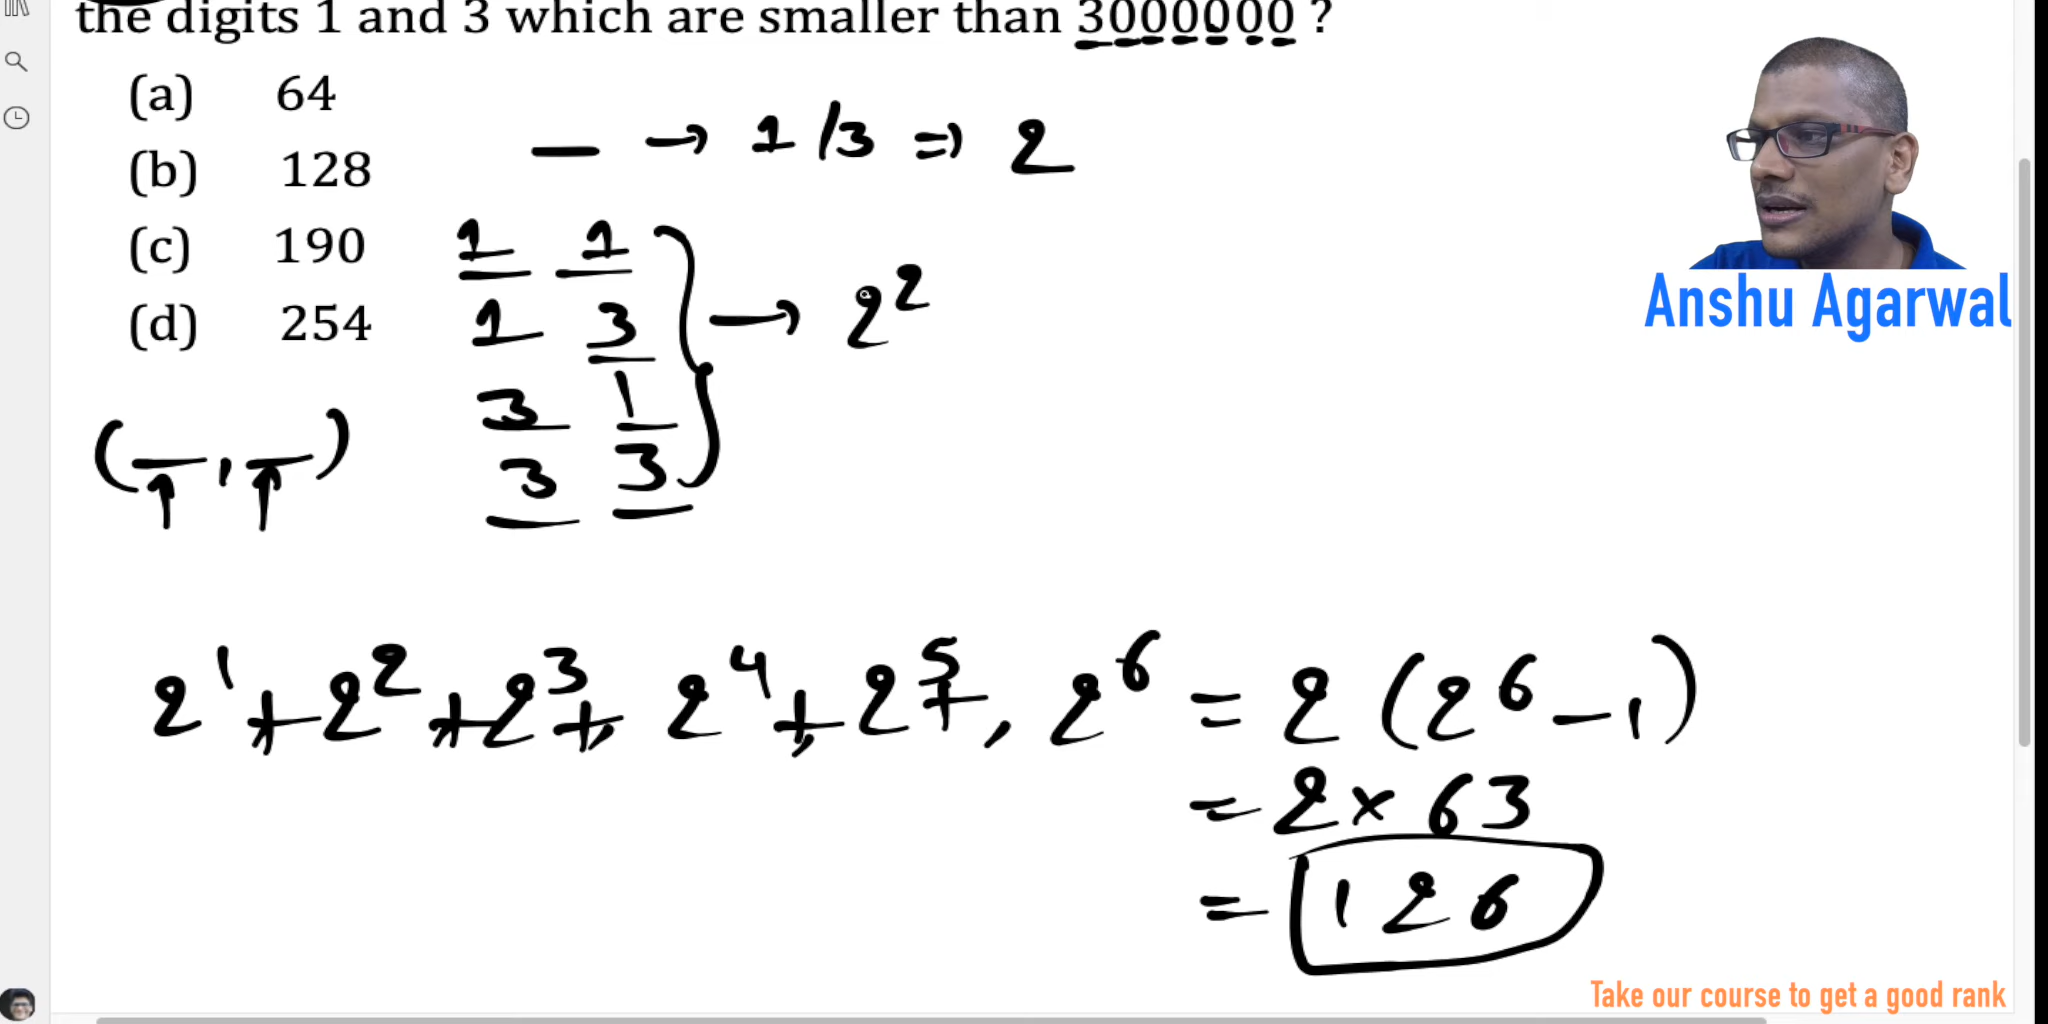 the digits 1 and 3 which are smaller than 3000000 ?
(a) 64
(b) 128
(c) 190
(d) 254
— → 1/3 ⇒ 2
1 1
1 3
3 1
3 3
→ 2²
( , )
2¹ + 2² + 2³ +, 2⁴ +, 2⁵ +, 2⁶ = 2 (2⁶ – 1)
= 2 × 63
= 126
Anshu Agarwal
Take our course to get a good rank